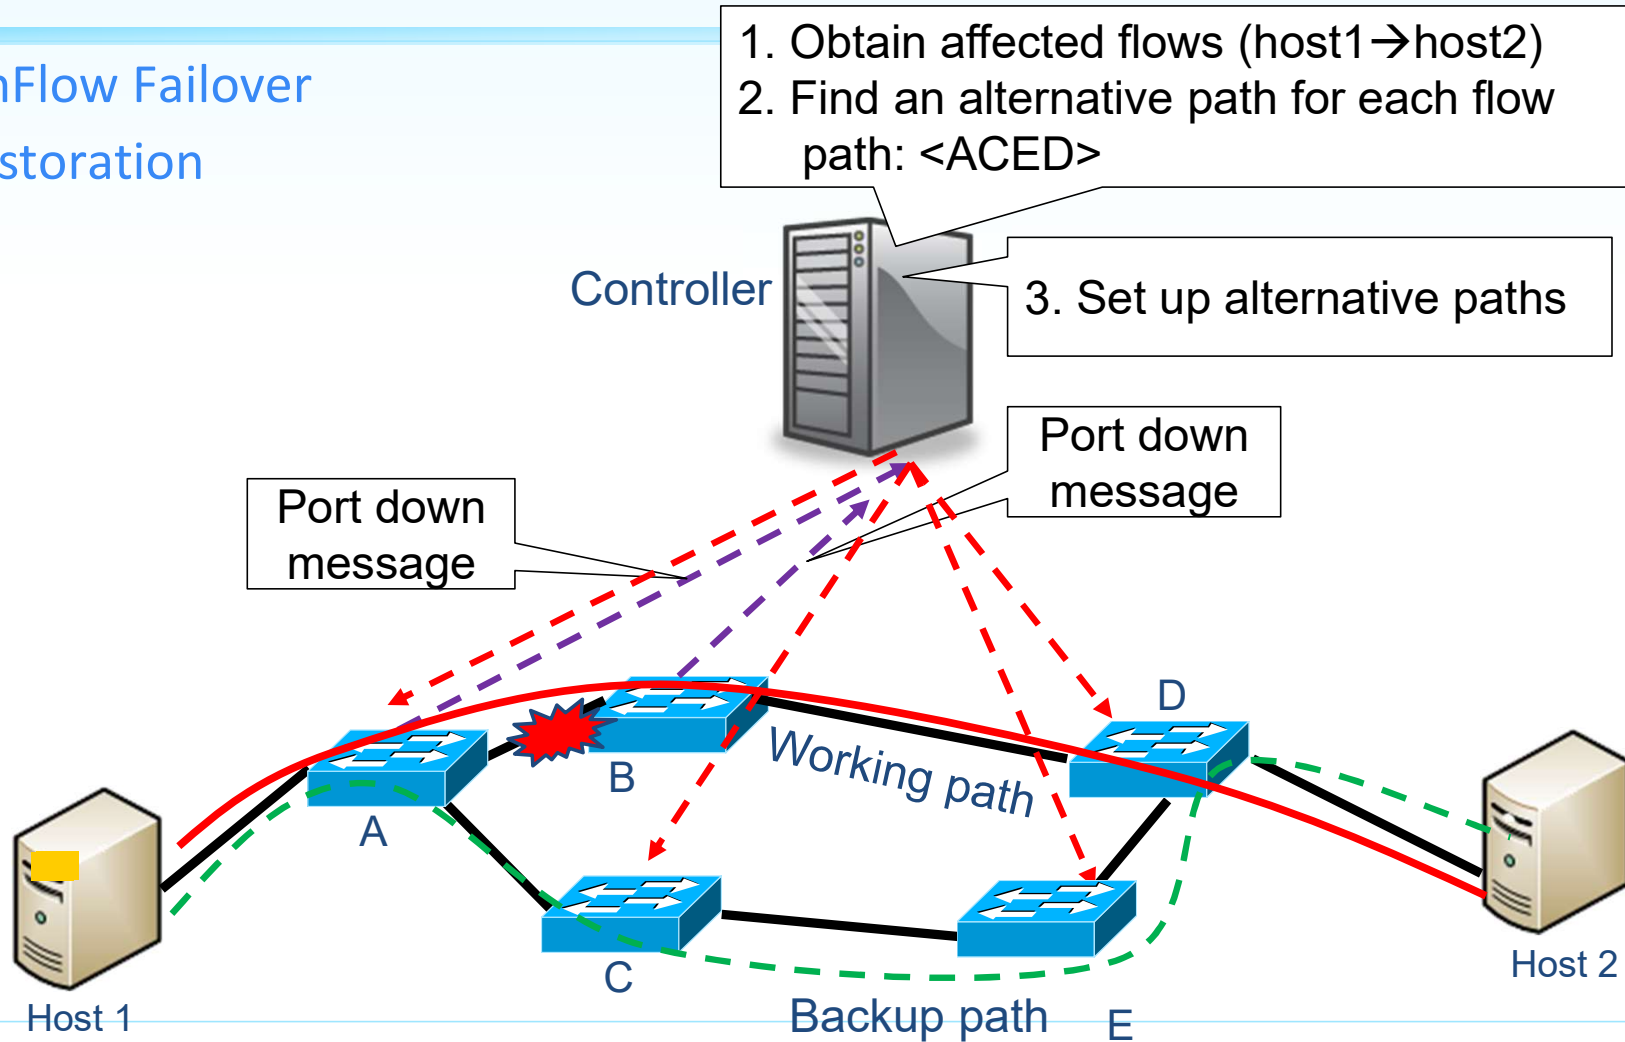 nFlow Failover
storation
1. Obtain affected flows (host1→host2)
2. Find an alternative path for each flow
path: <ACED>
Controller
3. Set up alternative paths
Port down
message
Port down
message
D
B
Working path
A
C
Host 2
Host 1
Backup path
E